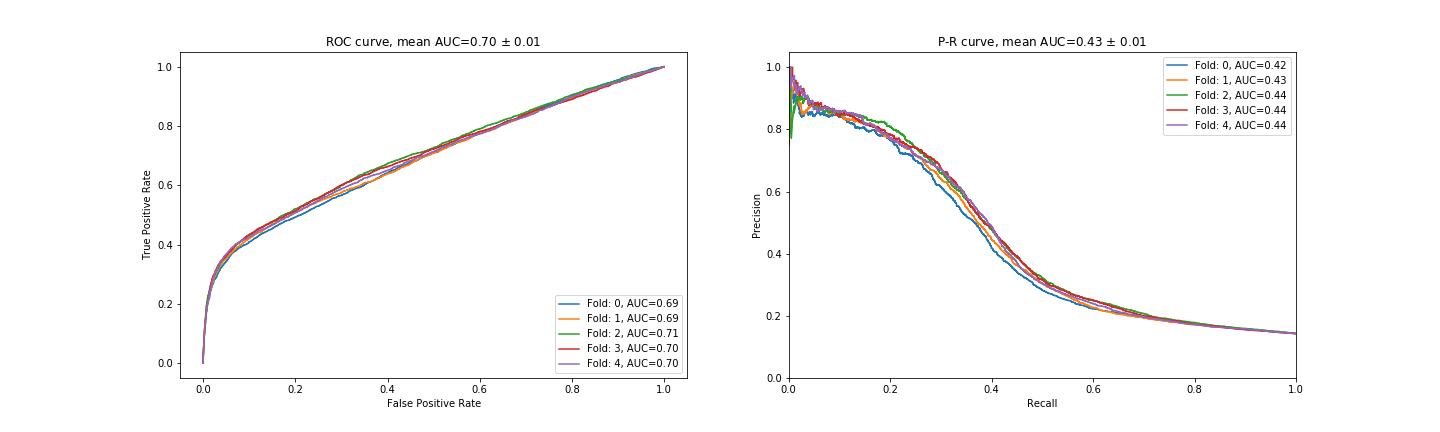 ROC curve, mean AUC=0.70 ± 0.01
True Positive Rate
1.0
0.8
0.6
0.4
0.2
0.0
Fold: 0, AUC=0.69
Fold: 1, AUC=0.69
Fold: 2, AUC=0.71
Fold: 3, AUC=0.70
Fold: 4, AUC=0.70
0.0 0.2 0.4 0.6 0.8 1.0
False Positive Rate
P-R curve, mean AUC=0.43 ± 0.01
Precision
1.0
0.8
0.6
0.4
0.2
0.0
Fold: 0, AUC=0.42
Fold: 1, AUC=0.43
Fold: 2, AUC=0.44
Fold: 3, AUC=0.44
Fold: 4, AUC=0.44
0.0 0.2 0.4 0.6 0.8 1.0
Recall